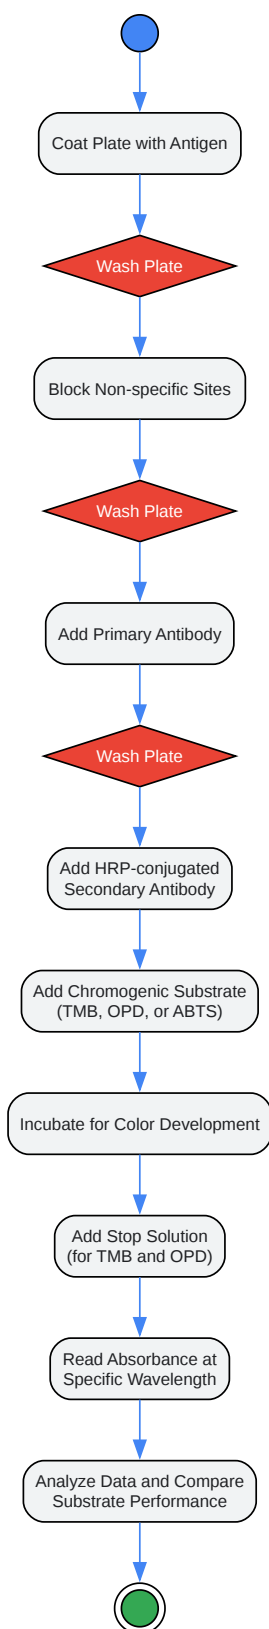 Coat Plate with Antigen
Wash Plate
Block Non-specific Sites
Wash Plate
Add Primary Antibody
Wash Plate
Add HRP-conjugated
Secondary Antibody
Add Chromogenic Substrate
(TMB, OPD, or ABTS)
Incubate for Color Development
Add Stop Solution
(for TMB and OPD)
Read Absorbance at
Specific Wavelength
Analyze Data and Compare
Substrate Performance